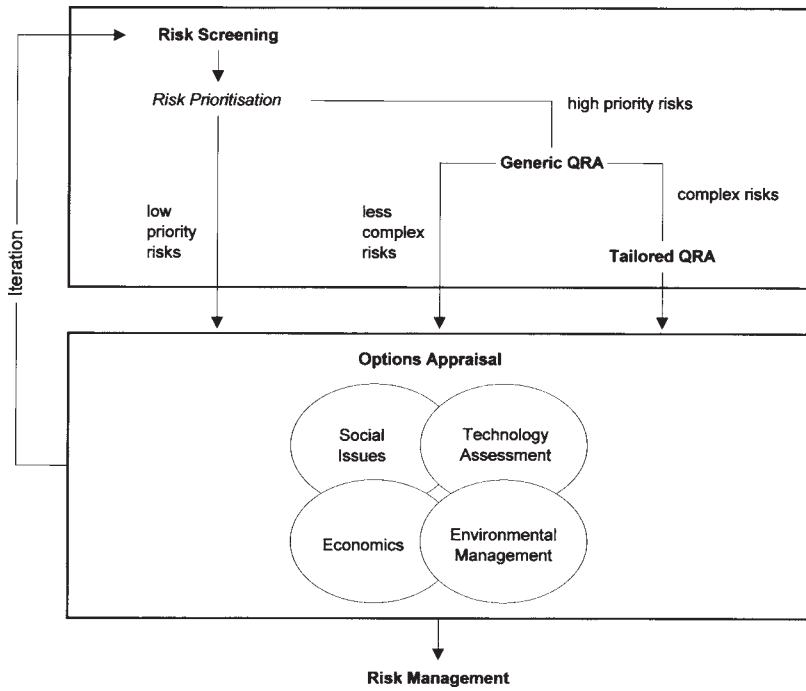 Risk Screening
Risk Prioritisation
high priority risks
Generic QRA
complex risks
low
priority
risks
less
complex
risks
Tailored QRA
Iteration
Options Appraisal
Social
Issues
Technology
Assessment
Economics
Environmental
Management
Risk Management